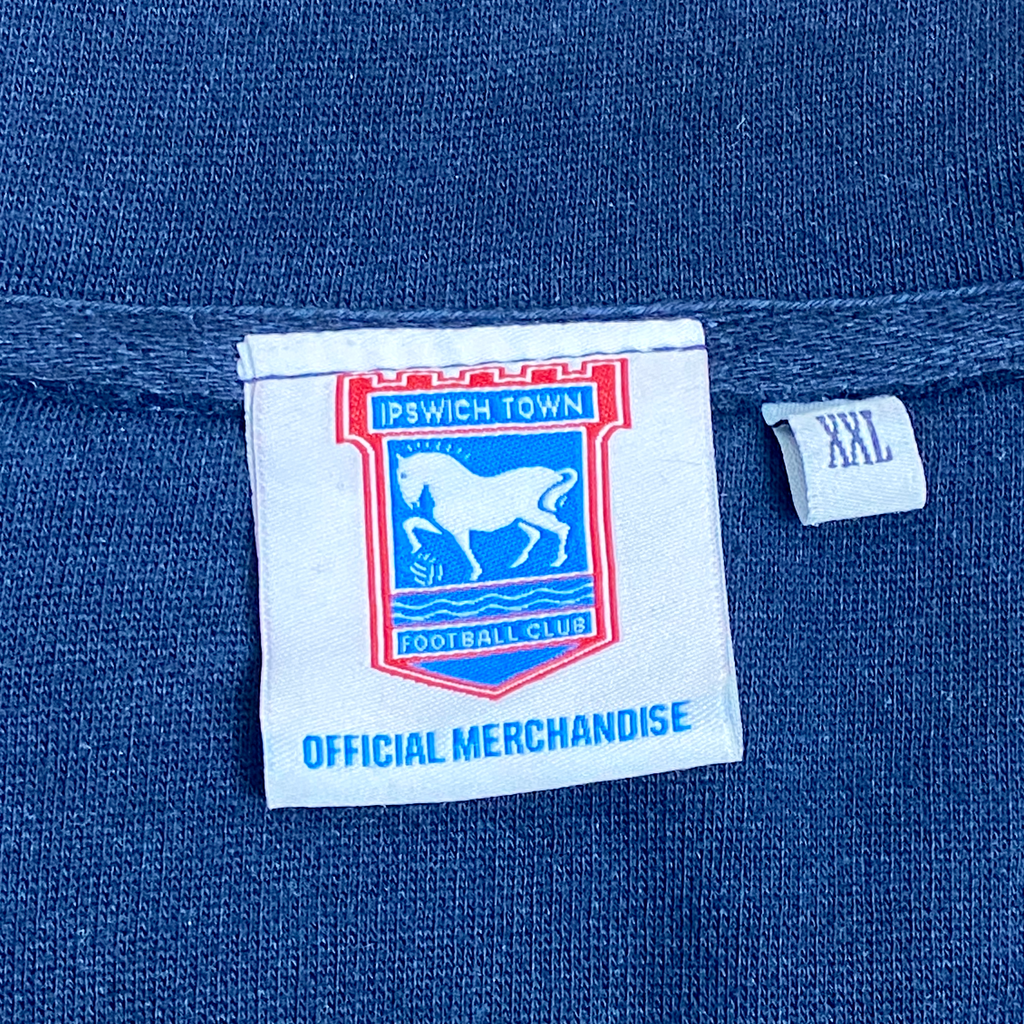 IPSWICH TOWN
FOOTBALL CLUB
OFFICIAL MERCHANDISE
XXL